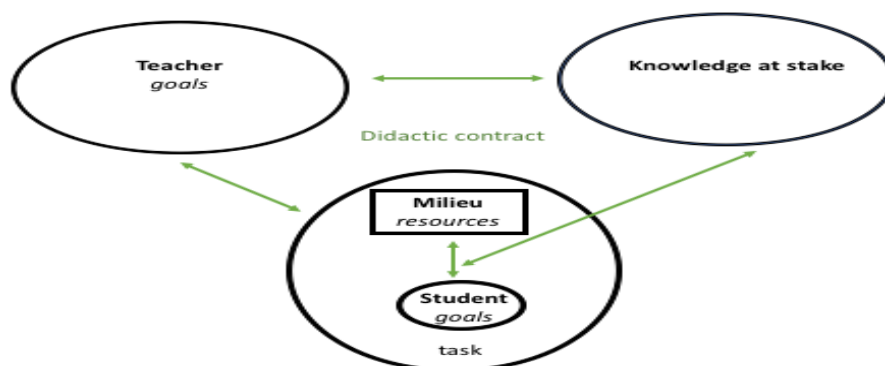 Teacher
goals
Knowledge at stake
Didactic contract
Milieu
resources
Student
goals
task